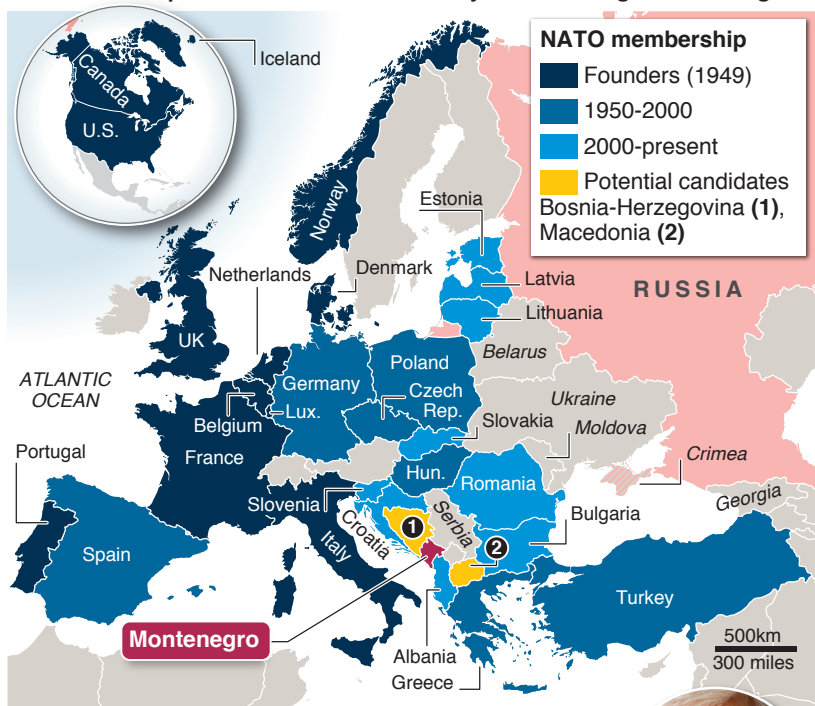 NATO membership
Founders (1949)
1950-2000
2000-present
Potential candidates
Bosnia-Herzegovina (1),
Macedonia (2)
Iceland
Canada
U.S.
Norway
Estonia
Netherlands
Denmark
Latvia
RUSSIA
Lithuania
UK
Belarus
Poland
ATLANTIC
OCEAN
Germany
Czech
Rep.
Ukraine
Lux.
Slovakia
Moldova
Belgium
Portugal
France
Crimea
Hun.
Romania
Georgia
Slovenia
Serbia
Bulgaria
Croatia
1
2
Italy
Spain
Turkey
Montenegro
500km
300 miles
Albania
Greece